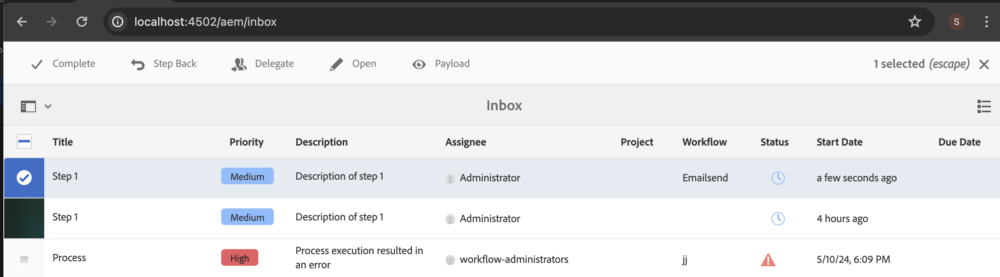 localhost:4502/aem/inbox
S
Complete
Step Back
Delegate
Open
Payload
1 selected (escape)
Inbox
Title Priority Description Assignee Project Workflow Status Start Date Due Date
Step 1 Medium Description of step 1 Administrator Emailsend a few seconds ago
Step 1 Medium Description of step 1 Administrator 4 hours ago
Process High Process execution resulted in
an error
workflow-administrators jj 5/10/24, 6:09 PM